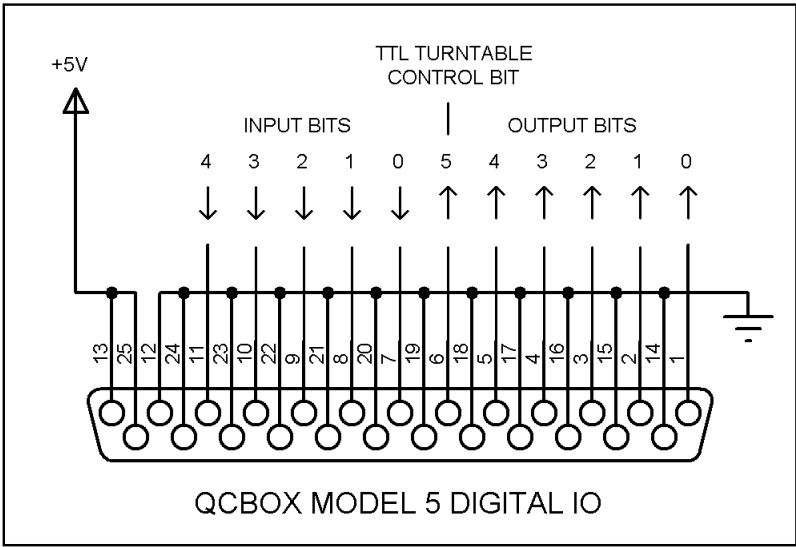 TTL TURNTABLE
CONTROL BIT
+5V
INPUT BITS OUTPUT BITS
4 3 2 1 0 5 4 3 2 1 0
13 25 12 24 11 23 10 22 9 21 8 20 7 19 6 18 5 17 4 16 3 15 2 14 1
QCBOX MODEL 5 DIGITAL IO